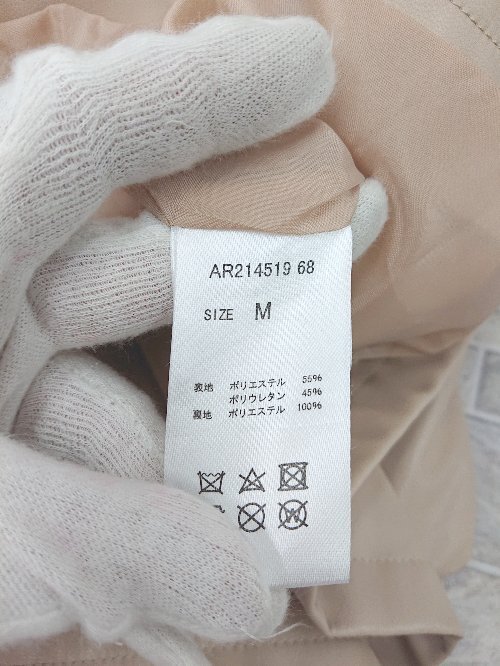 AR214519 68
SIZE M
表地 ポリエステル 55%
ポリウレタン 45%
裏地 ポリエステル 100%